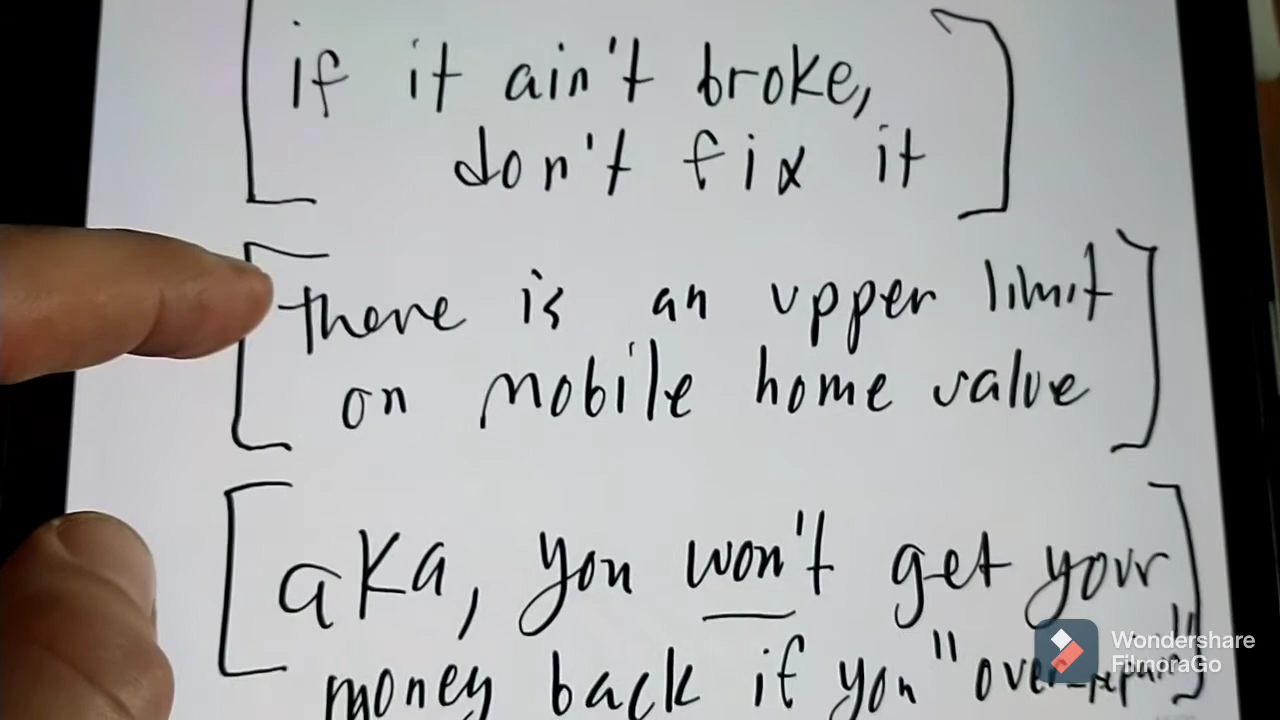 if it ain't broke,
don't fix it
there is an upper limit
on mobile home value
aka, you won't get your
money back if you "over-repair"
Wondershare
FilmoraGo